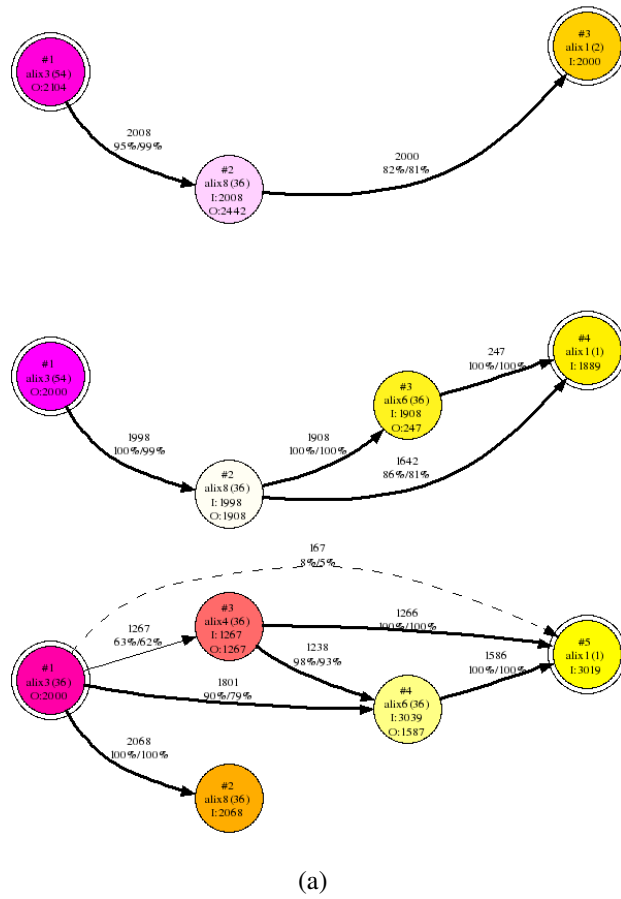 #1
alix3(54)
O:2104
#3
alix1(2)
I:2000
2008
95%/99%
2000
82%/81%
#2
alix8(36)
I:2008
O:2442
#1
alix3(54)
O:2000
#4
alix1(1)
I:1889
247
100%/100%
#3
alix6(36)
I:1908
O:247
1998
100%/99%
1908
100%/100%
1642
86%/81%
#2
alix8(36)
I:1998
O:1908
167
8%/5%
#3
alix4(36)
I:1267
O:1267
1267
63%/62%
1266
100%/100%
1238
98%/93%
#5
alix1(1)
I:3019
1586
100%/100%
#1
alix3(36)
O:2000
1801
90%/79%
#4
alix6(36)
I:3039
O:1587
2068
100%/100%
#2
alix8(36)
I:2068
(a)